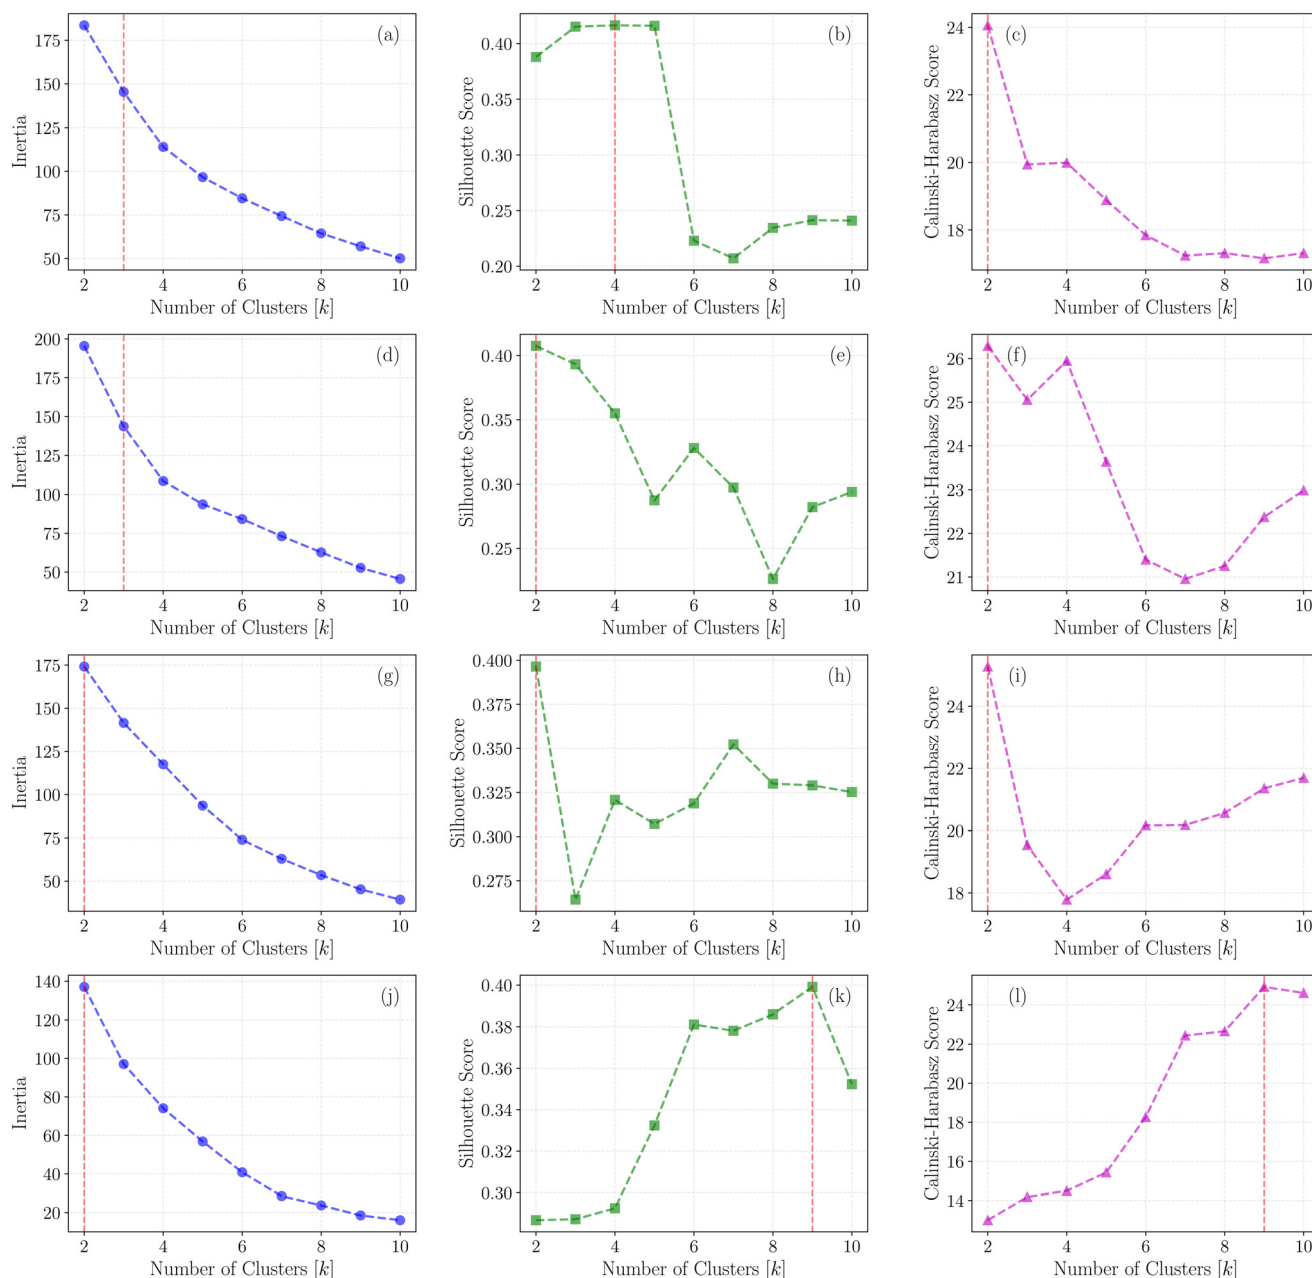 (a)
175
150
125
100
75
50
Inertia
2 4 6 8 10
Number of Clusters [k]
(b)
0.40
0.35
0.30
0.25
0.20
Silhouette Score
2 4 6 8 10
Number of Clusters [k]
(c)
24
22
20
18
Calinski-Harabasz Score
2 4 6 8 10
Number of Clusters [k]
(d)
200
175
150
125
100
75
50
Inertia
2 4 6 8 10
Number of Clusters [k]
(e)
0.40
0.35
0.30
0.25
Silhouette Score
2 4 6 8 10
Number of Clusters [k]
(f)
26
25
24
23
22
21
Calinski-Harabasz Score
2 4 6 8 10
Number of Clusters [k]
(g)
175
150
125
100
75
50
Inertia
2 4 6 8 10
Number of Clusters [k]
(h)
0.400
0.375
0.350
0.325
0.300
0.275
Silhouette Score
2 4 6 8 10
Number of Clusters [k]
(i)
24
22
20
18
Calinski-Harabasz Score
2 4 6 8 10
Number of Clusters [k]
(j)
140
120
100
80
60
40
20
Inertia
2 4 6 8 10
Number of Clusters [k]
(k)
0.40
0.38
0.36
0.34
0.32
0.30
Silhouette Score
2 4 6 8 10
Number of Clusters [k]
(l)
24
22
20
18
16
14
Calinski-Harabasz Score
2 4 6 8 10
Number of Clusters [k]